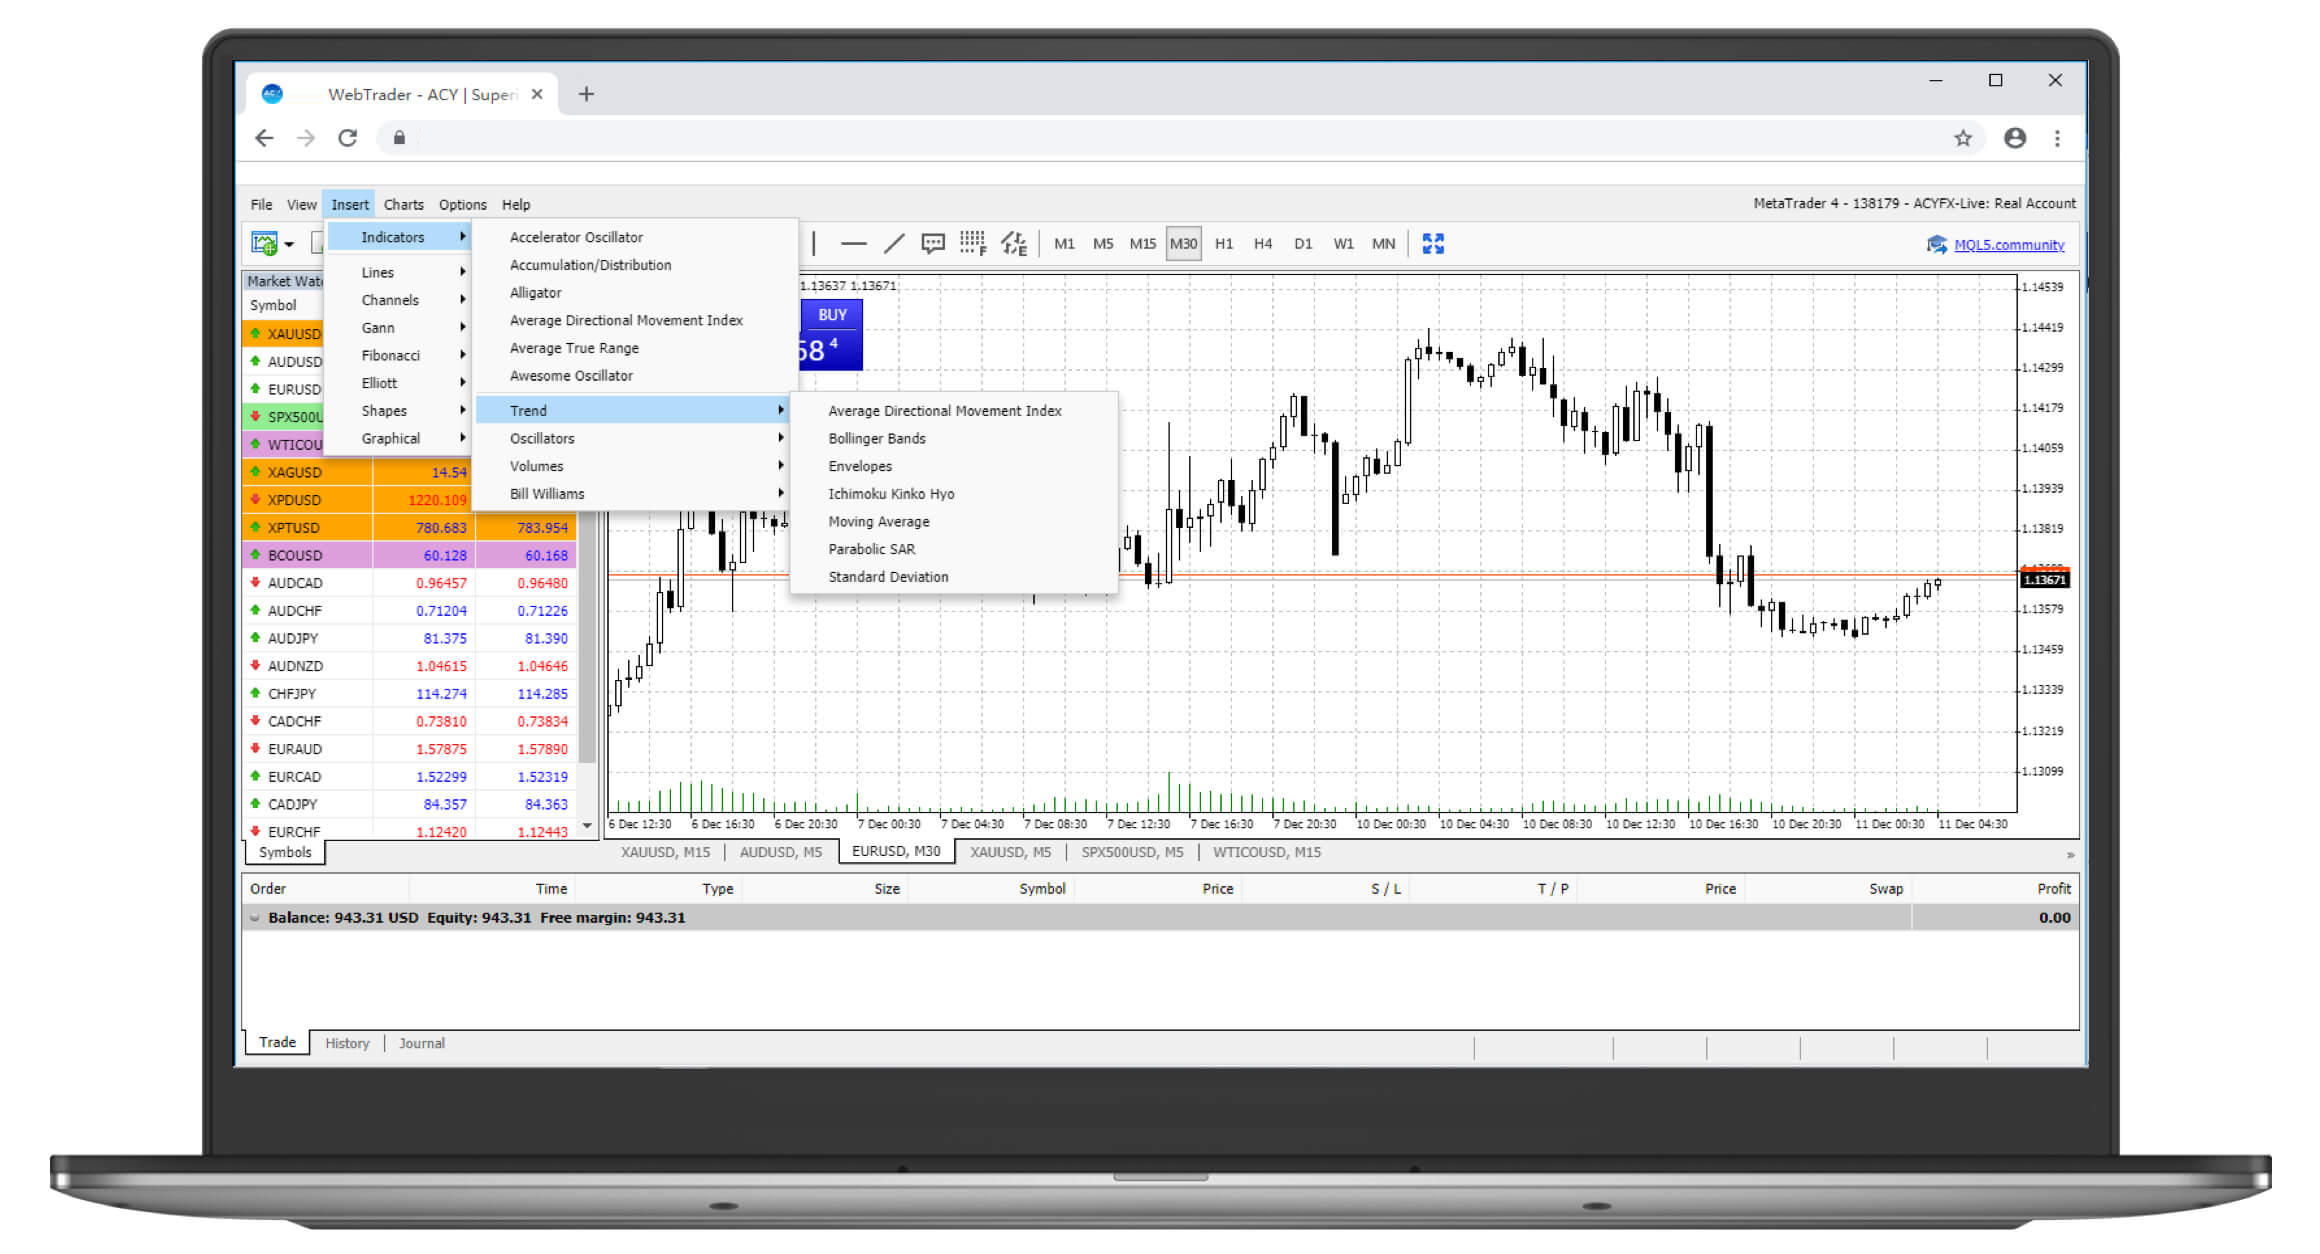 ACY
WebTrader - ACY | Superi
File View Insert Charts Options Help
MetaTrader 4 - 138179 - ACYFX-Live: Real Account
M1 M5 M15 M30 H1 H4 D1 W1 MN
MQL5.community
Indicators
Lines
Channels
Gann
Fibonacci
Elliott
Shapes
Graphical
Accelerator Oscillator
Accumulation/Distribution
Alligator
Average Directional Movement Index
Average True Range
Awesome Oscillator
Trend
Oscillators
Volumes
Bill Williams
Average Directional Movement Index
Bollinger Bands
Envelopes
Ichimoku Kinko Hyo
Moving Average
Parabolic SAR
Standard Deviation
Market Wat
Symbol
XAUUSD
AUDUSD
EURUSD
SPX500U
WTICOU
XAGUSD 14.54
XPDUSD 1220.109
XPTUSD 780.683 783.954
BCOUSD 60.128 60.168
AUDCAD 0.96457 0.96480
AUDCHF 0.71204 0.71226
AUDJPY 81.375 81.390
AUDNZD 1.04615 1.04646
CHFJPY 114.274 114.285
CADCHF 0.73810 0.73834
EURAUD 1.57875 1.57890
EURCAD 1.52299 1.52319
CADJPY 84.357 84.363
EURCHF 1.12420 1.12443
Symbols
1.13637 1.13671
BUY
58 4
1.14539
1.14419
1.14299
1.14179
1.14059
1.13939
1.13819
1.13671
1.13579
1.13459
1.13339
1.13219
1.13099
6 Dec 12:30 6 Dec 16:30 6 Dec 20:30 7 Dec 00:30 7 Dec 04:30 7 Dec 08:30 7 Dec 12:30 7 Dec 16:30 7 Dec 20:30 10 Dec 00:30 10 Dec 04:30 10 Dec 08:30 10 Dec 12:30 10 Dec 16:30 10 Dec 20:30 11 Dec 00:30 11 Dec 04:30
XAUUSD, M15 | AUDUSD, M5 EURUSD, M30 XAUUSD, M5 | SPX500USD, M5 | WTICOUSD, M15 »
Order Time Type Size Symbol Price S / L T / P Price Swap Profit
Balance: 943.31 USD Equity: 943.31 Free margin: 943.31 0.00
Trade History | Journal